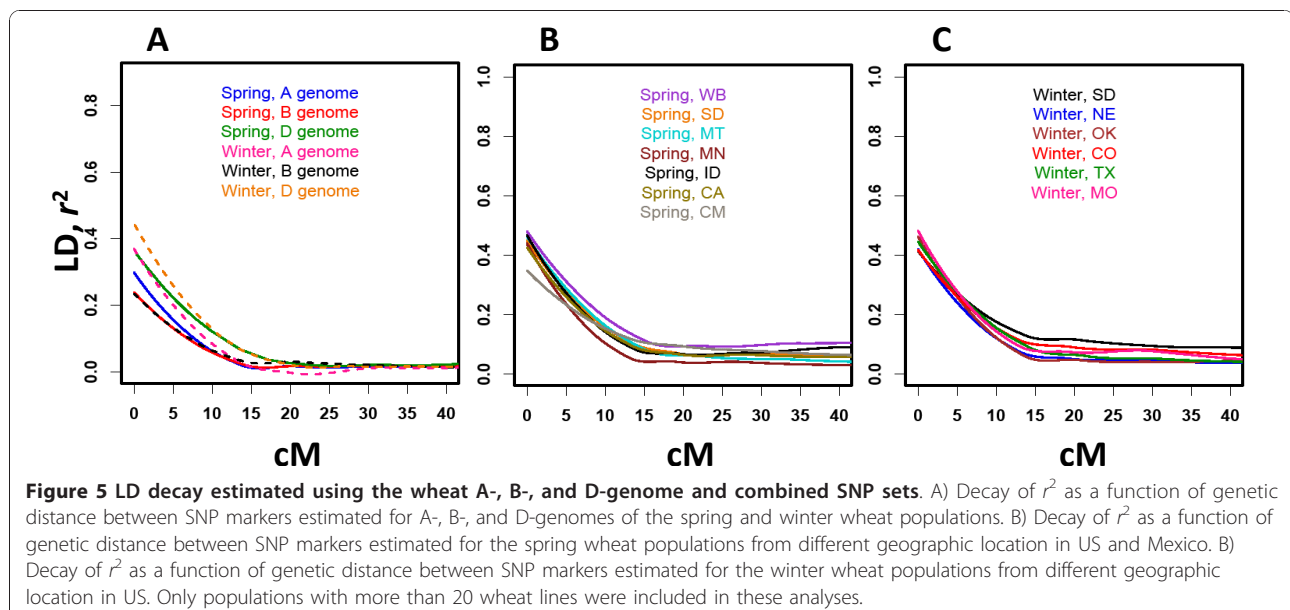 A
B
C
LD, r²
0.8
0.6
0.4
0.2
0.0
Spring, A genome
Spring, B genome
Spring, D genome
Winter, A genome
Winter, B genome
Winter, D genome
0 5 10 15 20 25 30 35 40
cM
1.0
0.8
0.6
0.4
0.2
0.0
Spring, WB
Spring, SD
Spring, MT
Spring, MN
Spring, ID
Spring, CA
Spring, CM
0 5 10 15 20 25 30 35 40
cM
1.0
0.8
0.6
0.4
0.2
0.0
Winter, SD
Winter, NE
Winter, OK
Winter, CO
Winter, TX
Winter, MO
0 5 10 15 20 25 30 35 40
cM
Figure 5 LD decay estimated using the wheat A-, B-, and D-genome and combined SNP sets. A) Decay of r² as a function of genetic
distance between SNP markers estimated for A-, B-, and D-genomes of the spring and winter wheat populations. B) Decay of r² as a function of
genetic distance between SNP markers estimated for the spring wheat populations from different geographic location in US and Mexico. B)
Decay of r² as a function of genetic distance between SNP markers estimated for the winter wheat populations from different geographic
location in US. Only populations with more than 20 wheat lines were included in these analyses.